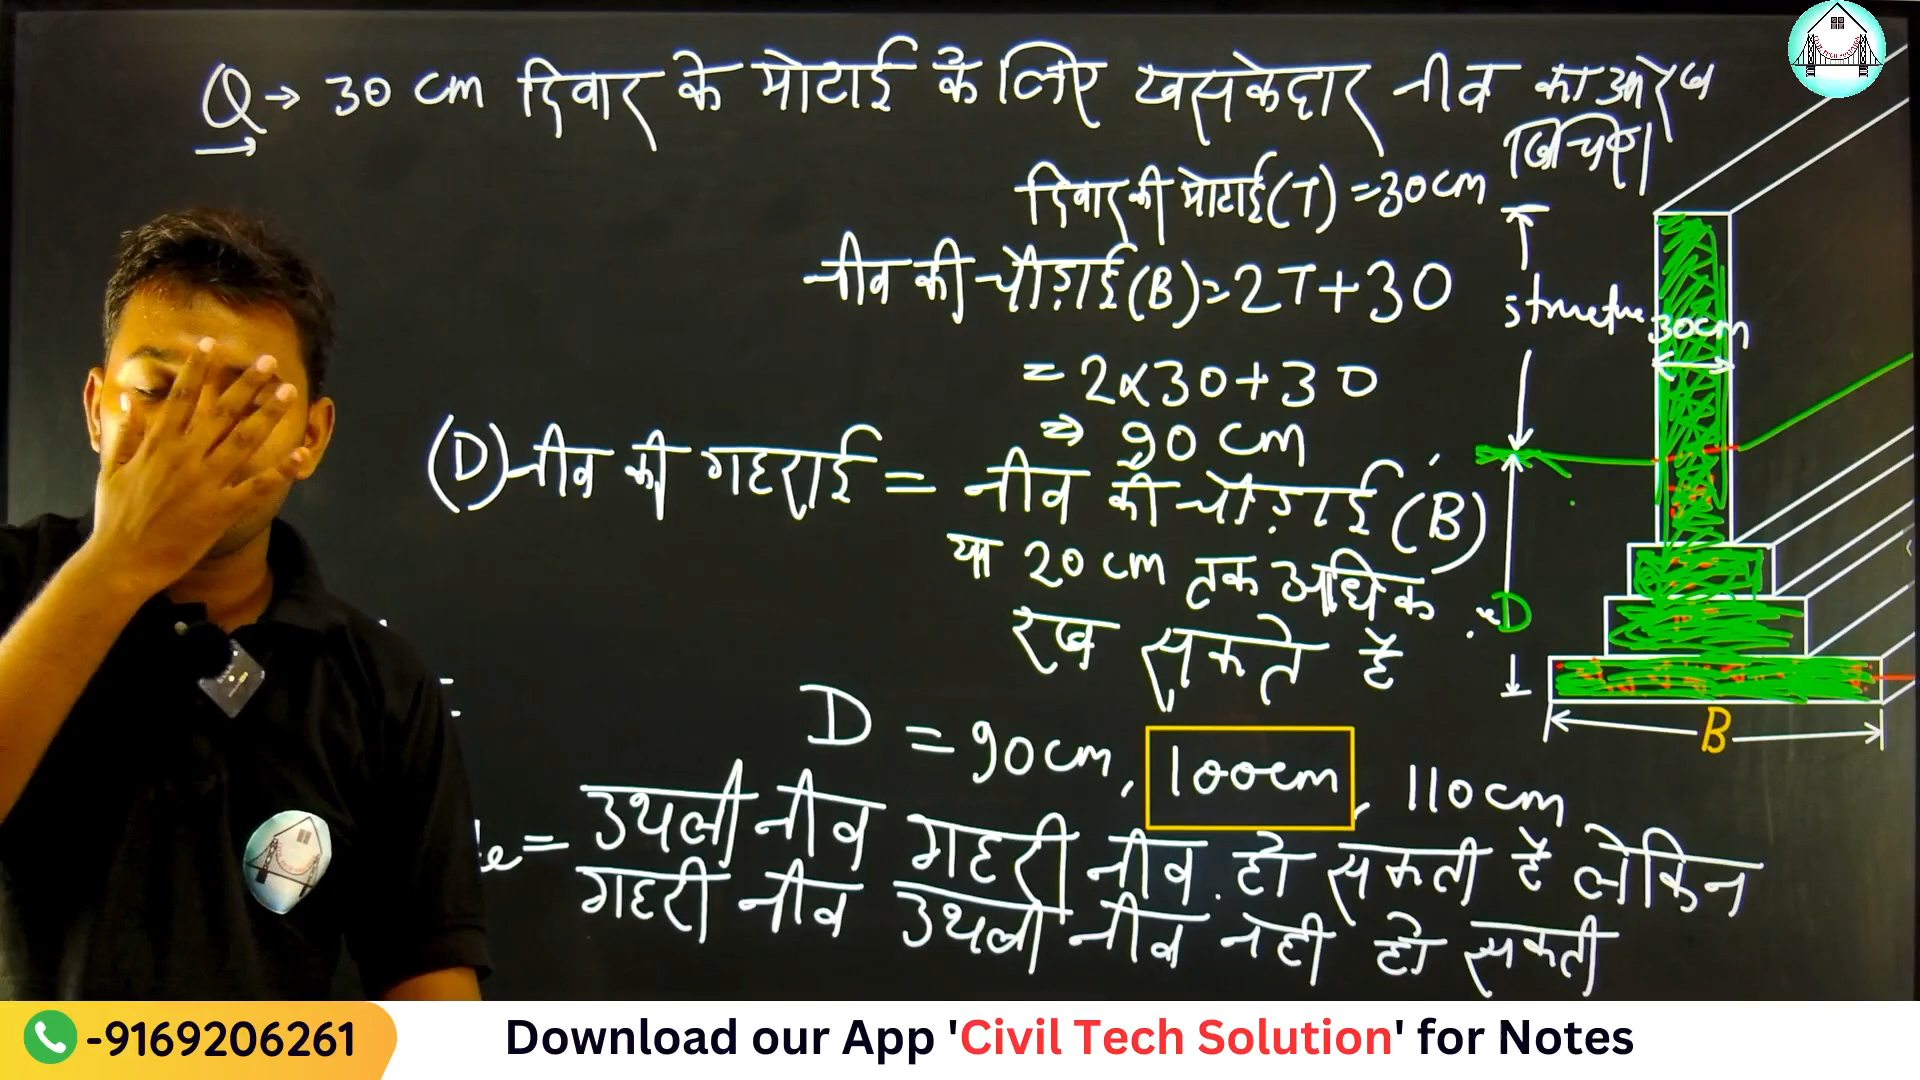 Q→ 30 cm दिवार के मोटाई के लिए खसकेदार नीव का आरेख
खिचिए।
दिवार की मोटाई (T) = 30cm
नीव की चौड़ाई (B) = 2T+30
= 2×30+30
⇒ 90 cm
(D) नीव की गहराई = नीव की चौड़ाई (B)
या 20 cm तक अधिक
रख सकते है
D = 90cm, 100cm, 110cm
= उथली नीव गहरी नीव हो सकती है लेकिन
गहरी नीव उथली नीव नही हो सकती
30cm
D
B
-9169206261
Download our App 'Civil Tech Solution' for Notes